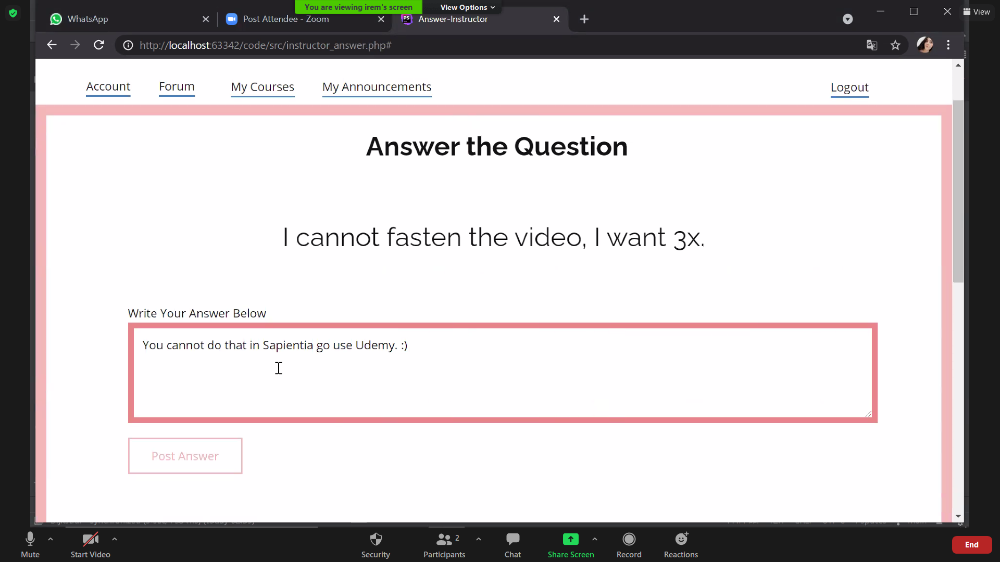 You are viewing irem's screen
View Options
View
WhatsApp
Post Attendee - Zoom
Answer-Instructor
http://localhost:63342/code/src/instructor_answer.php#
Account
Forum
My Courses
My Announcements
Logout
Answer the Question
I cannot fasten the video, I want 3x.
Write Your Answer Below
You cannot do that in Sapientia go use Udemy. :)
Post Answer
Mute
Start Video
Security
Participants
2
Chat
Share Screen
Record
Reactions
End